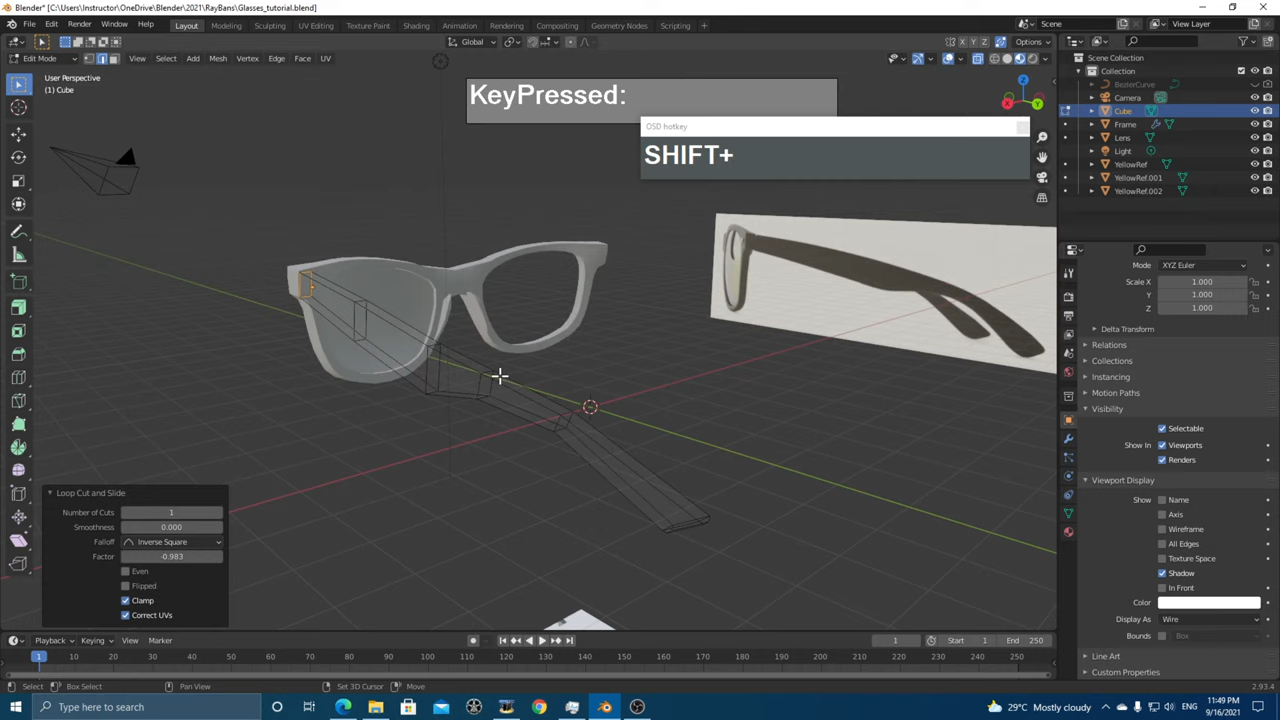 Blender* [C:\Users\Instructor\OneDrive\Blender\2021\RayBans\Glasses_tutorial.blend]
File Edit Render Window Help Layout Modeling Sculpting UV Editing Texture Paint Shading Animation Rendering Compositing Geometry Nodes Scripting Scene View Layer
Global X Y Z Options
Edit Mode View Select Add Mesh Vertex Edge Face UV
User Perspective
(1) Cube
KeyPressed:
OSD hotkey
SHIFT+
Z
X Y
Scene Collection
Collection
BezierCurve
Camera
Cube
Frame
Lens
Light
YellowRef
YellowRef.001
YellowRef.002
Mode XYZ Euler
Scale X 1.000
Y 1.000
Z 1.000
Delta Transform
Relations
Collections
Instancing
Motion Paths
Visibility
Selectable
Show In Viewports
Renders
Viewport Display
Show Name
Axis
Wireframe
All Edges
Texture Space
Shadow
In Front
Color
Display As Wire
Bounds Box
Line Art
Custom Properties
Loop Cut and Slide
Number of Cuts 1
Smoothness 0.000
Falloff Inverse Square
Factor -0.983
Even
Flipped
Clamp
Correct UVs
Playback Keying View Marker 1 Start 1 End 250
1 10 20 30 40 50 60 70 80 90 100 110 120 130 140 150 160 170 180 190 200 210 220 230 240 250
Select Box Select Pan View Set 3D Cursor Move 2.93.4
Type here to search 29°C Mostly cloudy 11:49 PM
9/16/2021